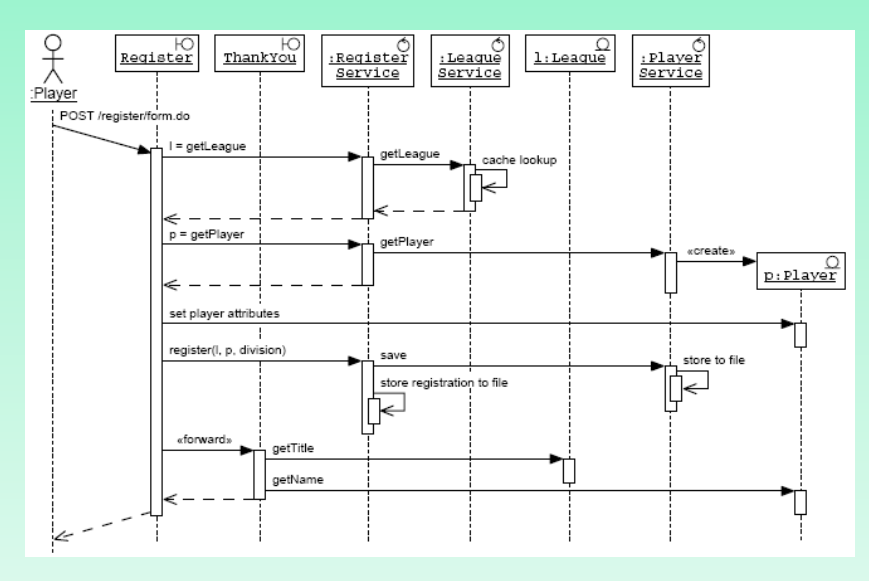 Register
ThankYou
:Register
Service
:League
Service
l:League
:Player
Service
:Player
POST /register/form.do
l = getLeague
getLeague
cache lookup
p = getPlayer
getPlayer
«create»
p:Player
set player attributes
register(l, p, division)
save
store to file
store registration to file
«forward»
getTitle
getName